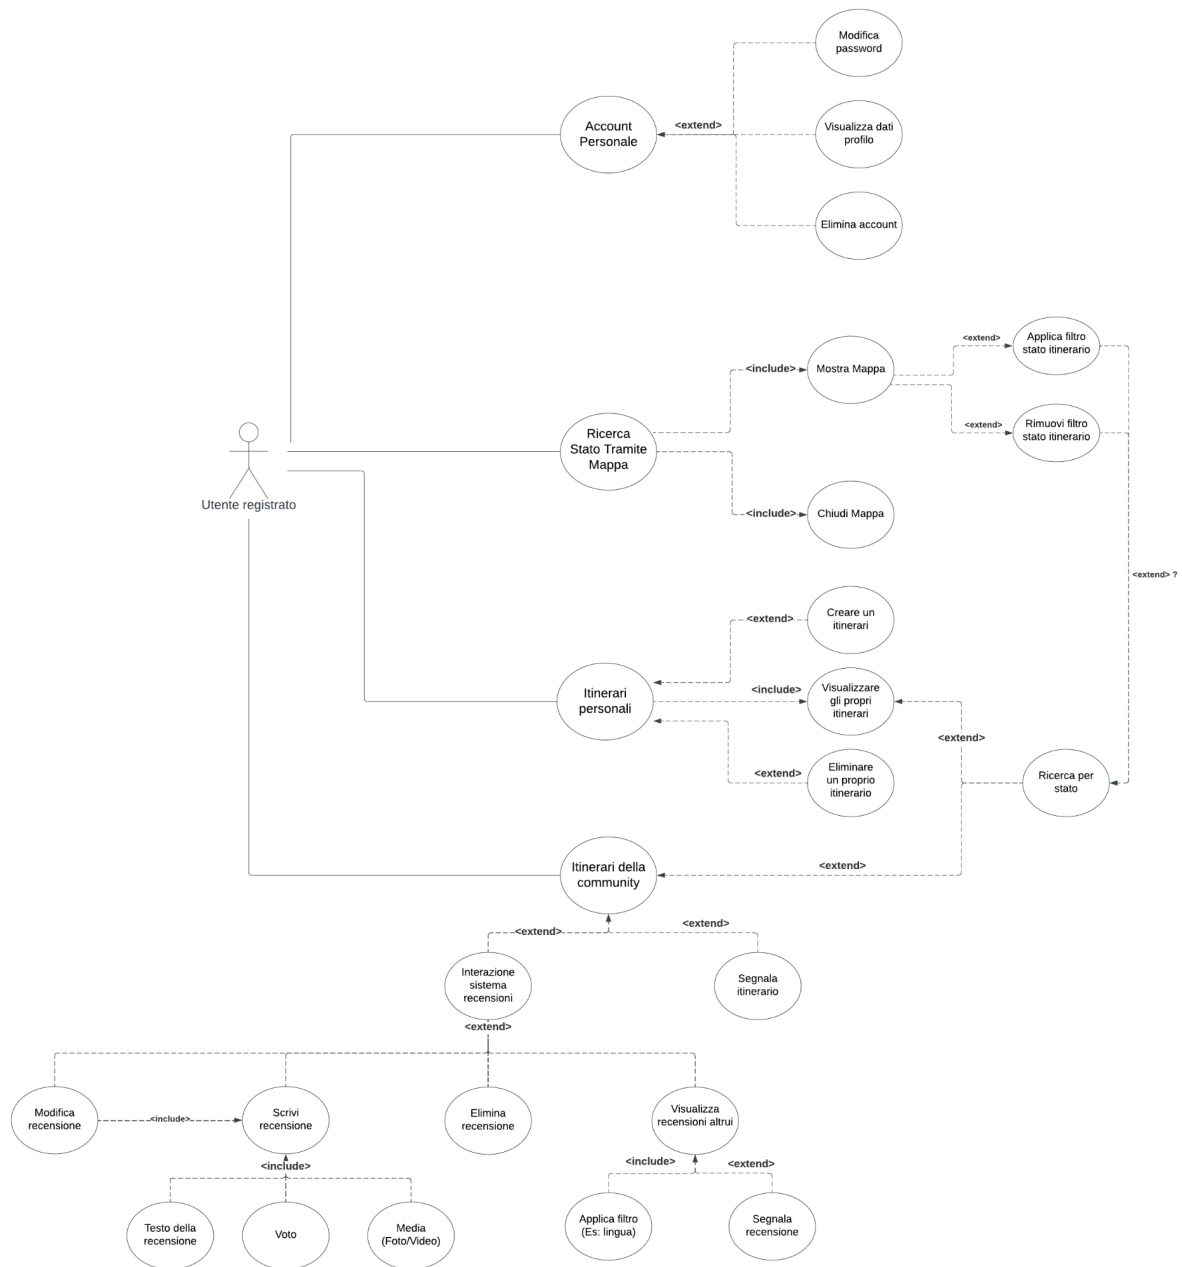 Modifica
password
Account
Personale
<extend>
Visualizza dati
profilo
Elimina account
Applica filtro
stato itinerario
<extend>
<include>
Mostra Mappa
<extend>
Rimuovi filtro
stato itinerario
Ricerca
Stato Tramite
Mappa
Utente registrato
<include>
Chiudi Mappa
<extend> ?
<extend>
Creare un
itinerari
Itinerari
personali
<include>
Visualizzare
gli propri
itinerari
<extend>
<extend>
Eliminare
un proprio
itinerario
Ricerca per
stato
Itinerari della
community
<extend>
<extend>
<extend>
Interazione
sistema
recensioni
Segnala
itinerario
<extend>
Modifica
recensione
<include>
Scrivi
recensione
Elimina
recensione
Visualizza
recensioni altrui
<include>
<include>
<extend>
Testo della
recensione
Voto
Media
(Foto/Video)
Applica filtro
(Es: lingua)
Segnala
recensione